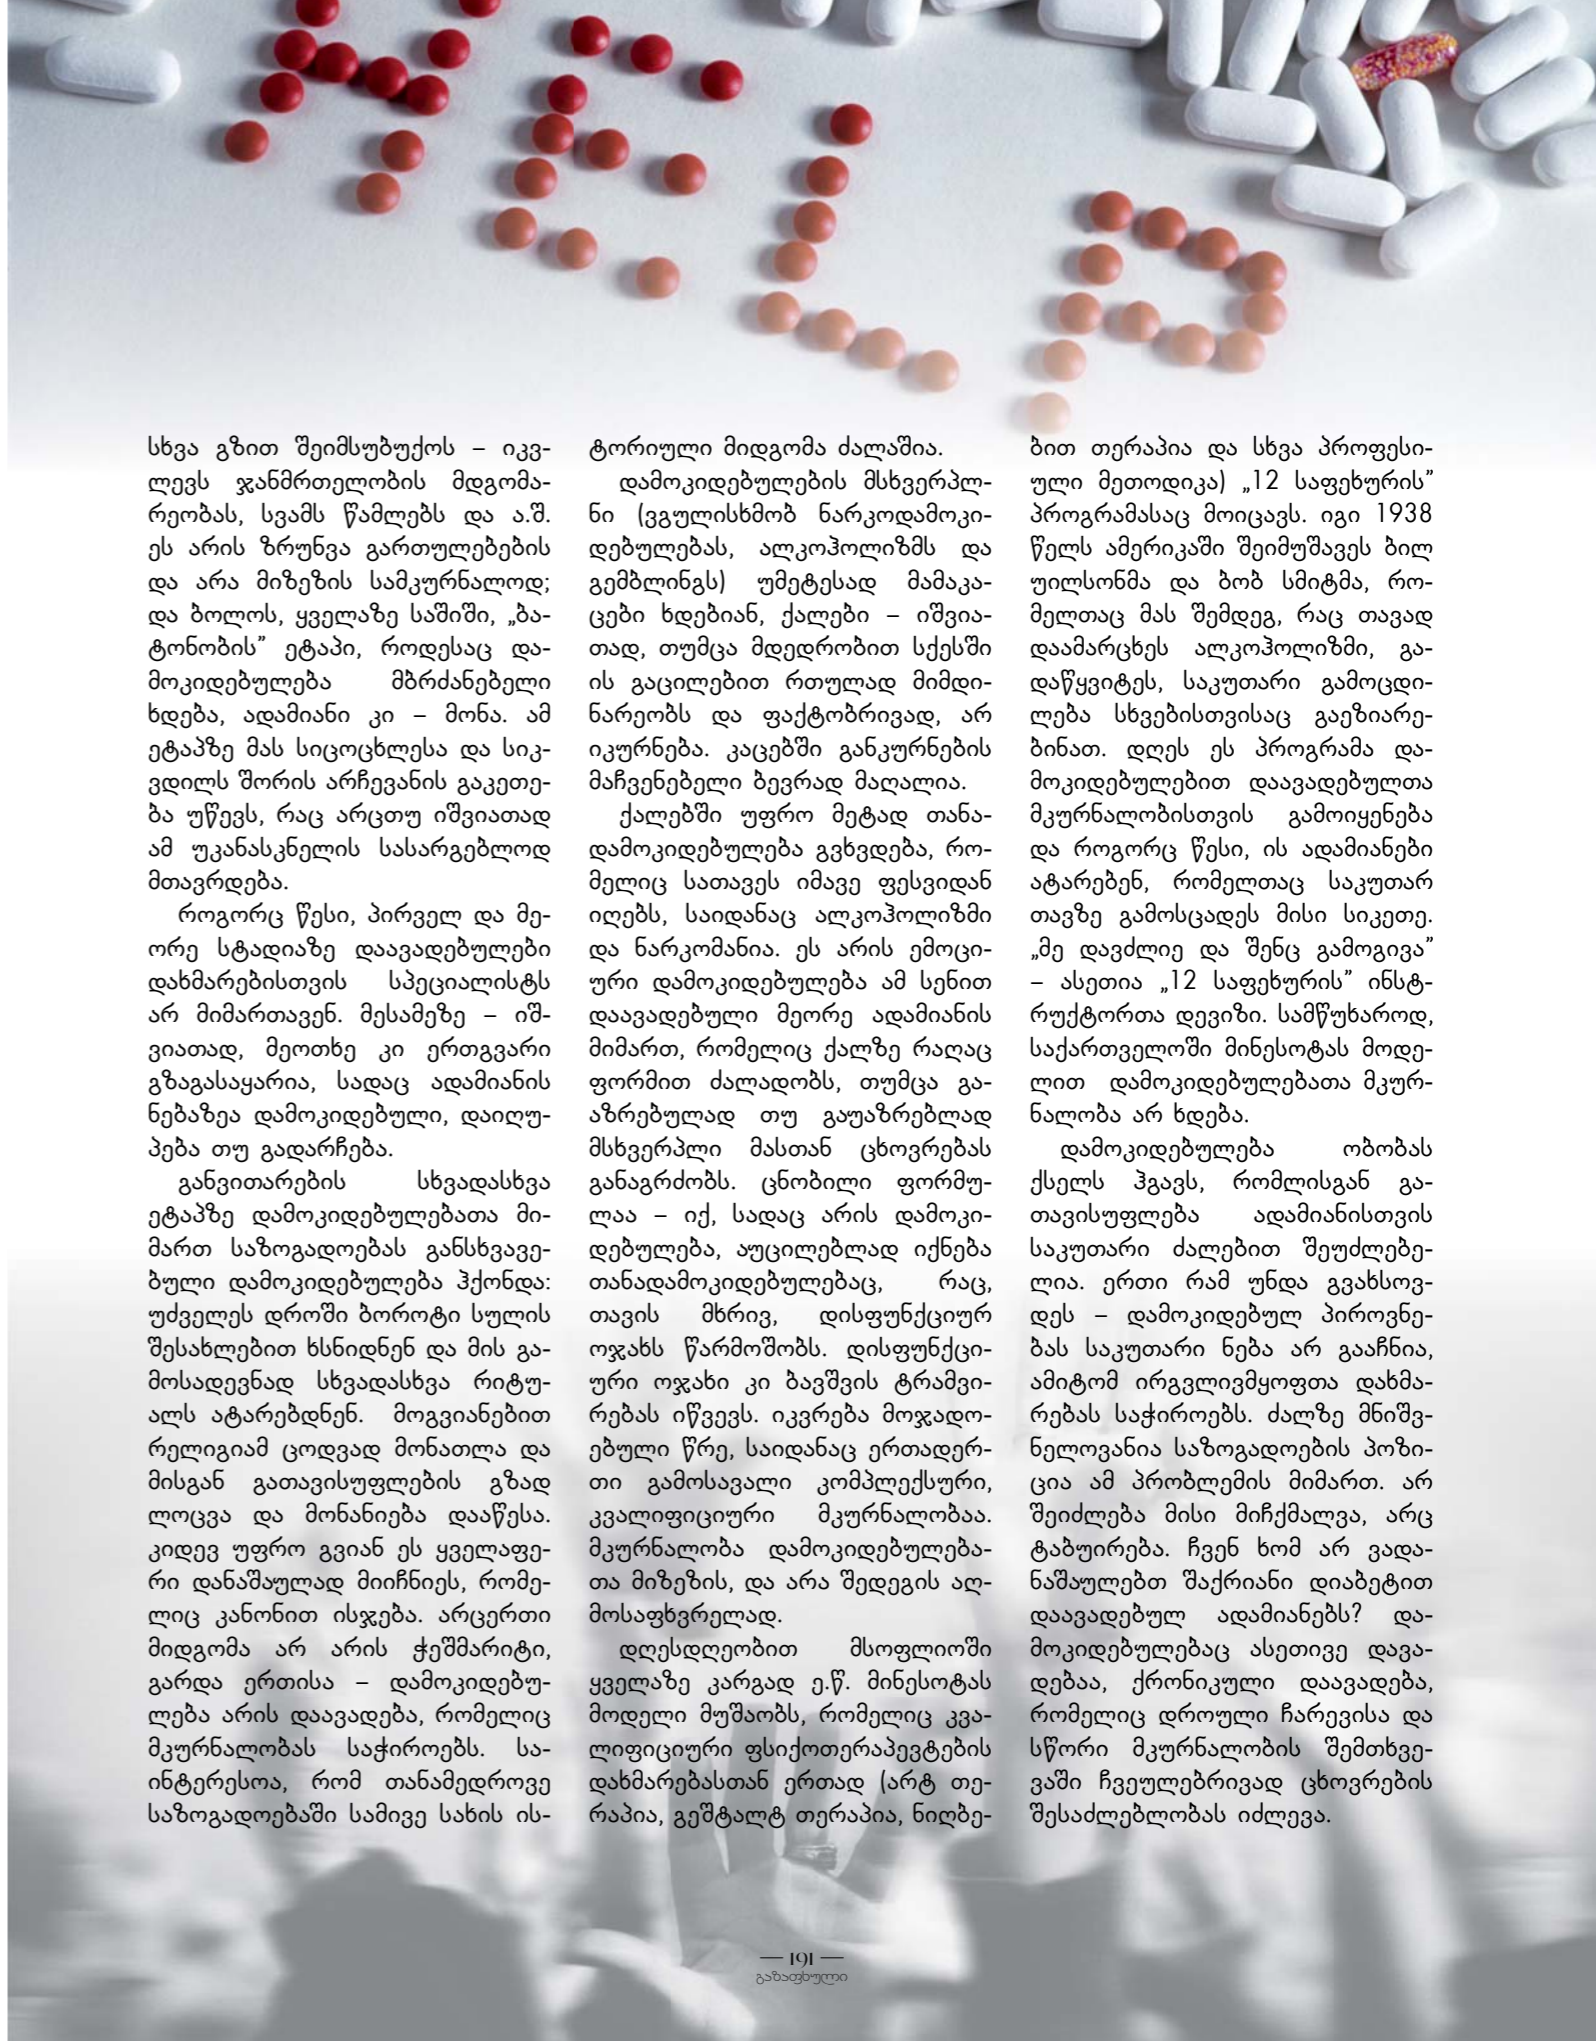 HELP
სხვა გზით შეიმსუბუქოს – იკვ-
ლევს ჯანმრთელობის მდგომა-
რეობას, სვამს წამლებს და ა.შ.
ეს არის ზრუნვა გართულებების
და არა მიზეზის სამკურნალოდ;
და ბოლოს, ყველაზე საშიში, „ბა-
ტონობის” ეტაპი, როდესაც და-
მოკიდებულება მბრძანებელი
ხდება, ადამიანი კი – მონა. ამ
ეტაპზე მას სიცოცხლესა და სიკ-
ვდილს შორის არჩევანის გაკეთე-
ბა უწევს, რაც არცთუ იშვიათად
ამ უკანასკნელის სასარგებლოდ
მთავრდება.
როგორც წესი, პირველ და მე-
ორე სტადიაზე დაავადებულები
დახმარებისთვის სპეციალისტს
არ მიმართავენ. მესამეზე – იშ-
ვიათად, მეოთხე კი ერთგვარი
გზაგასაყარია, სადაც ადამიანის
ნებაზეა დამოკიდებული, დაიღუ-
პება თუ გადარჩება.
განვითარების სხვადასხვა
ეტაპზე დამოკიდებულებათა მი-
მართ საზოგადოებას განსხვავე-
ბული დამოკიდებულება ჰქონდა:
უძველეს დროში ბოროტი სულის
შესახლებით ხსნიდნენ და მის გა-
მოსადევნად სხვადასხვა რიტუ-
ალს ატარებდნენ. მოგვიანებით
რელიგიამ ცოდვად მონათლა და
მისგან გათავისუფლების გზად
ლოცვა და მონანიება დააწესა.
კიდევ უფრო გვიან ეს ყველაფე-
რი დანაშაულად მიიჩნიეს, რომე-
ლიც კანონით ისჯება. არცერთი
მიდგომა არ არის ჭეშმარიტი,
გარდა ერთისა – დამოკიდებუ-
ლება არის დაავადება, რომელიც
მკურნალობას საჭიროებს. სა-
ინტერესოა, რომ თანამედროვე
საზოგადოებაში სამივე სახის ის-
ტორიული მიდგომა ძალაშია.
დამოკიდებულების მსხვერპლ-
ნი (ვგულისხმობ ნარკოდამოკი-
დებულებას, ალკოჰოლიზმს და
გემბლინგს) უმეტესად მამაკა-
ცები ხდებიან, ქალები – იშვია-
თად, თუმცა მდედრობით სქესში
ის გაცილებით რთულად მიმდი-
ნარეობს და ფაქტობრივად, არ
იკურნება. კაცებში განკურნების
მაჩვენებელი ბევრად მაღალია.
ქალებში უფრო მეტად თანა-
დამოკიდებულება გვხვდება, რო-
მელიც სათავეს იმავე ფესვიდან
იღებს, საიდანაც ალკოჰოლიზმი
და ნარკომანია. ეს არის ემოცი-
ური დამოკიდებულება ამ სენით
დაავადებული მეორე ადამიანის
მიმართ, რომელიც ქალზე რაღაც
ფორმით ძალადობს, თუმცა გა-
აზრებულად თუ გაუაზრებლად
მსხვერპლი მასთან ცხოვრებას
განაგრძობს. ცნობილი ფორმუ-
ლაა – იქ, სადაც არის დამოკი-
დებულება, აუცილებლად იქნება
თანადამოკიდებულებაც, რაც,
თავის მხრივ, დისფუნქციურ
ოჯახს წარმოშობს. დისფუნქცი-
ური ოჯახი კი ბავშვის ტრამვი-
რებას იწვევს. იკვრება მოჯადო-
ებული წრე, საიდანაც ერთადერ-
თი გამოსავალი კომპლექსური,
კვალიფიციური მკურნალობაა.
მკურნალობა დამოკიდებულება-
თა მიზეზის, და არა შედეგის აღ-
მოსაფხვრელად.
დღესდღეობით მსოფლიოში
ყველაზე კარგად ე.წ. მინესოტას
მოდელი მუშაობს, რომელიც კვა-
ლიფიციური ფსიქოთერაპევტების
დახმარებასთან ერთად (არტ თე-
რაპია, გეშტალტ თერაპია, ნიღბე-
ბით თერაპია და სხვა პროფესი-
ული მეთოდიკა) „12 საფეხურის”
პროგრამასაც მოიცავს. იგი 1938
წელს ამერიკაში შეიმუშავეს ბილ
უილსონმა და ბობ სმიტმა, რო-
მელთაც მას შემდეგ, რაც თავად
დაამარცხეს ალკოჰოლიზმი, გა-
დაწყვიტეს, საკუთარი გამოცდი-
ლება სხვებისთვისაც გაეზიარე-
ბინათ. დღეს ეს პროგრამა და-
მოკიდებულებით დაავადებულთა
მკურნალობისთვის გამოიყენება
და როგორც წესი, ის ადამიანები
ატარებენ, რომელთაც საკუთარ
თავზე გამოსცადეს მისი სიკეთე.
„მე დავძლიე და შენც გამოგივა”
– ასეთია „12 საფეხურის” ინსტ-
რუქტორთა დევიზი. სამწუხაროდ,
საქართველოში მინესოტას მოდე-
ლით დამოკიდებულებათა მკურ-
ნალობა არ ხდება.
დამოკიდებულება ობობას
ქსელს ჰგავს, რომლისგან გა-
თავისუფლება ადამიანისთვის
საკუთარი ძალებით შეუძლებე-
ლია. ერთი რამ უნდა გვახსოვ-
დეს – დამოკიდებულ პიროვნე-
ბას საკუთარი ნება არ გააჩნია,
ამიტომ ირგვლივმყოფთა დახმა-
რებას საჭიროებს. ძალზე მნიშვ-
ნელოვანია საზოგადოების პოზი-
ცია ამ პრობლემის მიმართ. არ
შეიძლება მისი მიჩქმალვა, არც
ტაბუირება. ჩვენ ხომ არ ვადა-
ნაშაულებთ შაქრიანი დიაბეტით
დაავადებულ ადამიანებს? და-
მოკიდებულებაც ასეთივე დავა-
დებაა, ქრონიკული დაავადება,
რომელიც დროული ჩარევისა და
სწორი მკურნალობის შემთხვე-
ვაში ჩვეულებრივად ცხოვრების
შესაძლებლობას იძლევა.
— 191 —
გაზაფხული